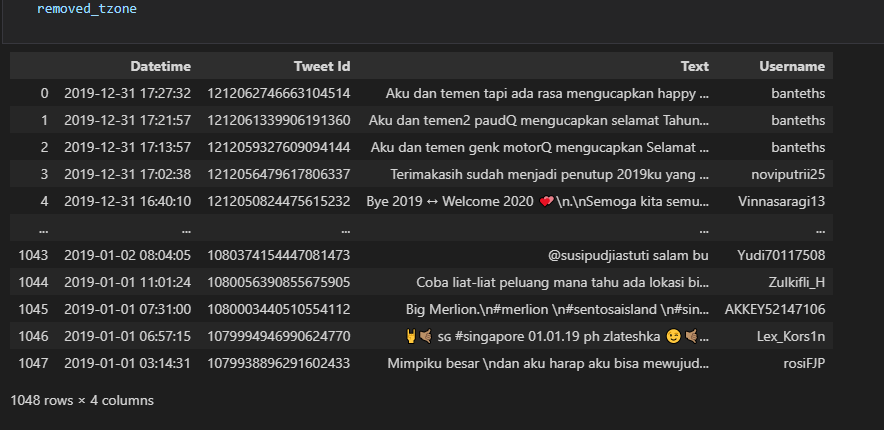 removed_tzone
Datetime Tweet Id Text Username
0 2019-12-31 17:27:32 1212062746663104514 Aku dan temen tapi ada rasa mengucapkan happy ... banteths
1 2019-12-31 17:21:57 1212061339906191360 Aku dan temen2 paudQ mengucapkan selamat Tahun... banteths
2 2019-12-31 17:13:57 1212059327609094144 Aku dan temen genk motorQ mengucapkan Selamat ... banteths
3 2019-12-31 17:02:38 1212056479617806337 Terimakasih sudah menjadi penutup 2019ku yang ... noviputrii25
4 2019-12-31 16:40:10 1212050824475615232 Bye 2019 ↔ Welcome 2020 💞\n.\nSemoga kita semu... Vinnasaragi13
... ... ... ... ...
1043 2019-01-02 08:04:05 1080374154447081473 @susipudjiastuti salam bu Yudi70117508
1044 2019-01-01 11:01:24 1080056390855675905 Coba liat-liat peluang mana tahu ada lokasi bi... Zulkifli_H
1045 2019-01-01 07:31:00 1080003440510554112 Big Merlion.\n#merlion \n#sentosaisland \n#sin... AKKEY52147106
1046 2019-01-01 06:57:15 1079994946990624770 🤘🤙🏽 sg #singapore 01.01.19 ph zlateshka 😉🤙🏽... Lex_Kors1n
1047 2019-01-01 03:14:31 1079938896291602433 Mimpiku besar \ndan aku harap aku bisa mewujud... rosiFJP
1048 rows × 4 columns